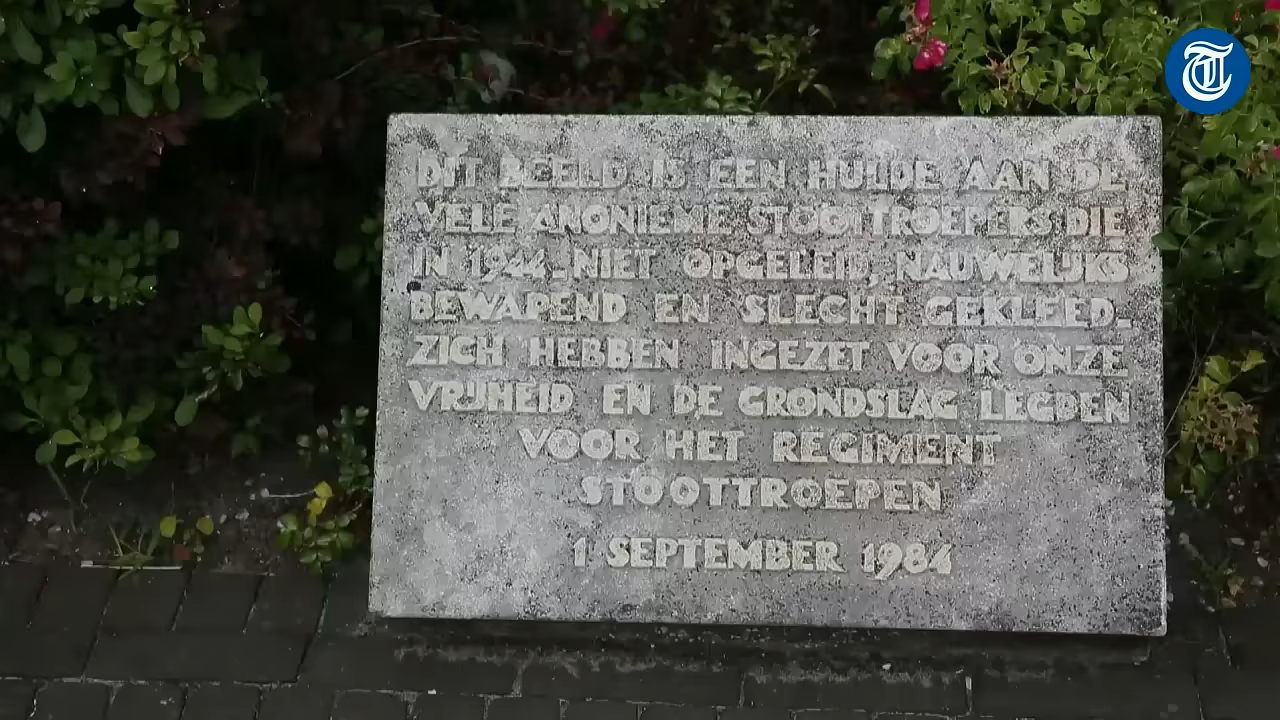 DIT BEELD IS EEN HULDE AAN DE
VELE ANONIEME STOOTTROEPERS DIE
IN 1944, NIET OPGELEID, NAUWELIJKS
BEWAPEND EN SLECHT GEKLEED.
ZICH HEBBEN INGEZET VOOR ONZE
VRIJHEID EN DE GRONDSLAG LEGDEN
VOOR HET REGIMENT
STOOTTROEPEN
1 SEPTEMBER 1984
T